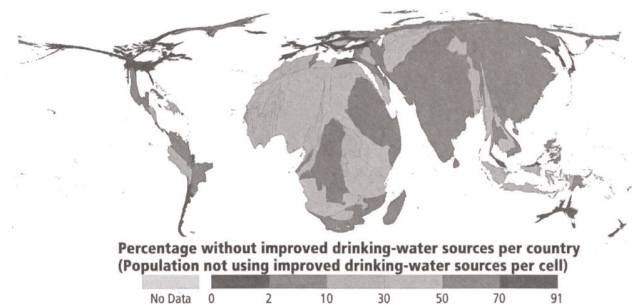 Percentage without improved drinking-water sources per country
(Population not using improved drinking-water sources per cell)
No Data 0 2 10 30 50 70 91